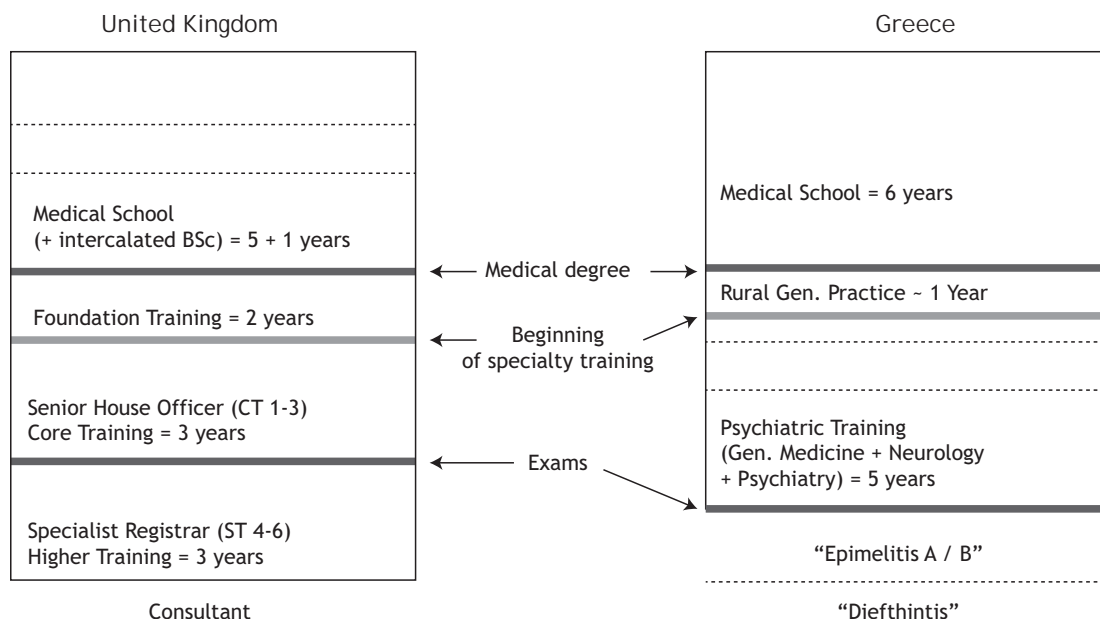 United Kingdom
Medical School
(+ intercalated BSc) = 5 + 1 years
Foundation Training = 2 years
Senior House Officer (CT 1-3)
Core Training = 3 years
Specialist Registrar (ST 4-6)
Higher Training = 3 years
Consultant
Medical degree
Beginning
of specialty training
Exams
Greece
Medical School = 6 years
Rural Gen. Practice ~ 1 Year
Psychiatric Training
(Gen. Medicine + Neurology
+ Psychiatry) = 5 years
“Epimelitis A / B”
“Diefthintis”